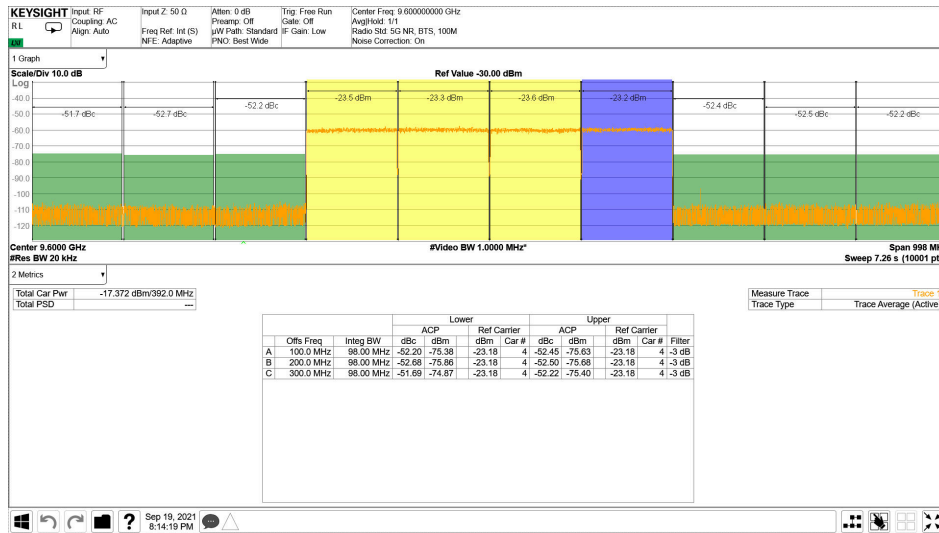 KEYSIGHT Input: RF Input Z: 50 Ω Atten: 0 dB Trig: Free Run Center Freq: 9.600000000 GHz
RL Coupling: AC Preamp: Off Gate: Off Avg|Hold: 1/1
Align: Auto Freq Ref: Int (S) µW Path: Standard IF Gain: Low Radio Std: 5G NR, BTS, 100M
LXI NFE: Adaptive PNO: Best Wide Noise Correction: On
1 Graph
Scale/Div 10.0 dB Ref Value -30.00 dBm
Log
-40.0 -23.5 dBm -23.3 dBm -23.6 dBm -23.2 dBm
-52.2 dBc -52.4 dBc
-50.0 -51.7 dBc -52.7 dBc -52.5 dBc -52.2 dBc
-60.0
-70.0
-80.0
-90.0
-100
-110
-120
Center 9.6000 GHz #Video BW 1.0000 MHz* Span 998 MH
#Res BW 20 kHz Sweep 7.26 s (10001 pt
2 Metrics
Total Car Pwr -17.372 dBm/392.0 MHz Measure Trace Trace 1
Total PSD --- Trace Type Trace Average (Active
Lower Upper
ACP Ref Carrier ACP Ref Carrier
Offs Freq Integ BW dBc dBm dBm Car # dBc dBm dBm Car # Filter
A 100.0 MHz 98.00 MHz -52.20 -75.38 -23.18 4 -52.45 -75.63 -23.18 4 -3 dB
B 200.0 MHz 98.00 MHz -52.68 -75.86 -23.18 4 -52.50 -75.68 -23.18 4 -3 dB
C 300.0 MHz 98.00 MHz -51.69 -74.87 -23.18 4 -52.22 -75.40 -23.18 4 -3 dB
? Sep 19, 2021
8:14:19 PM